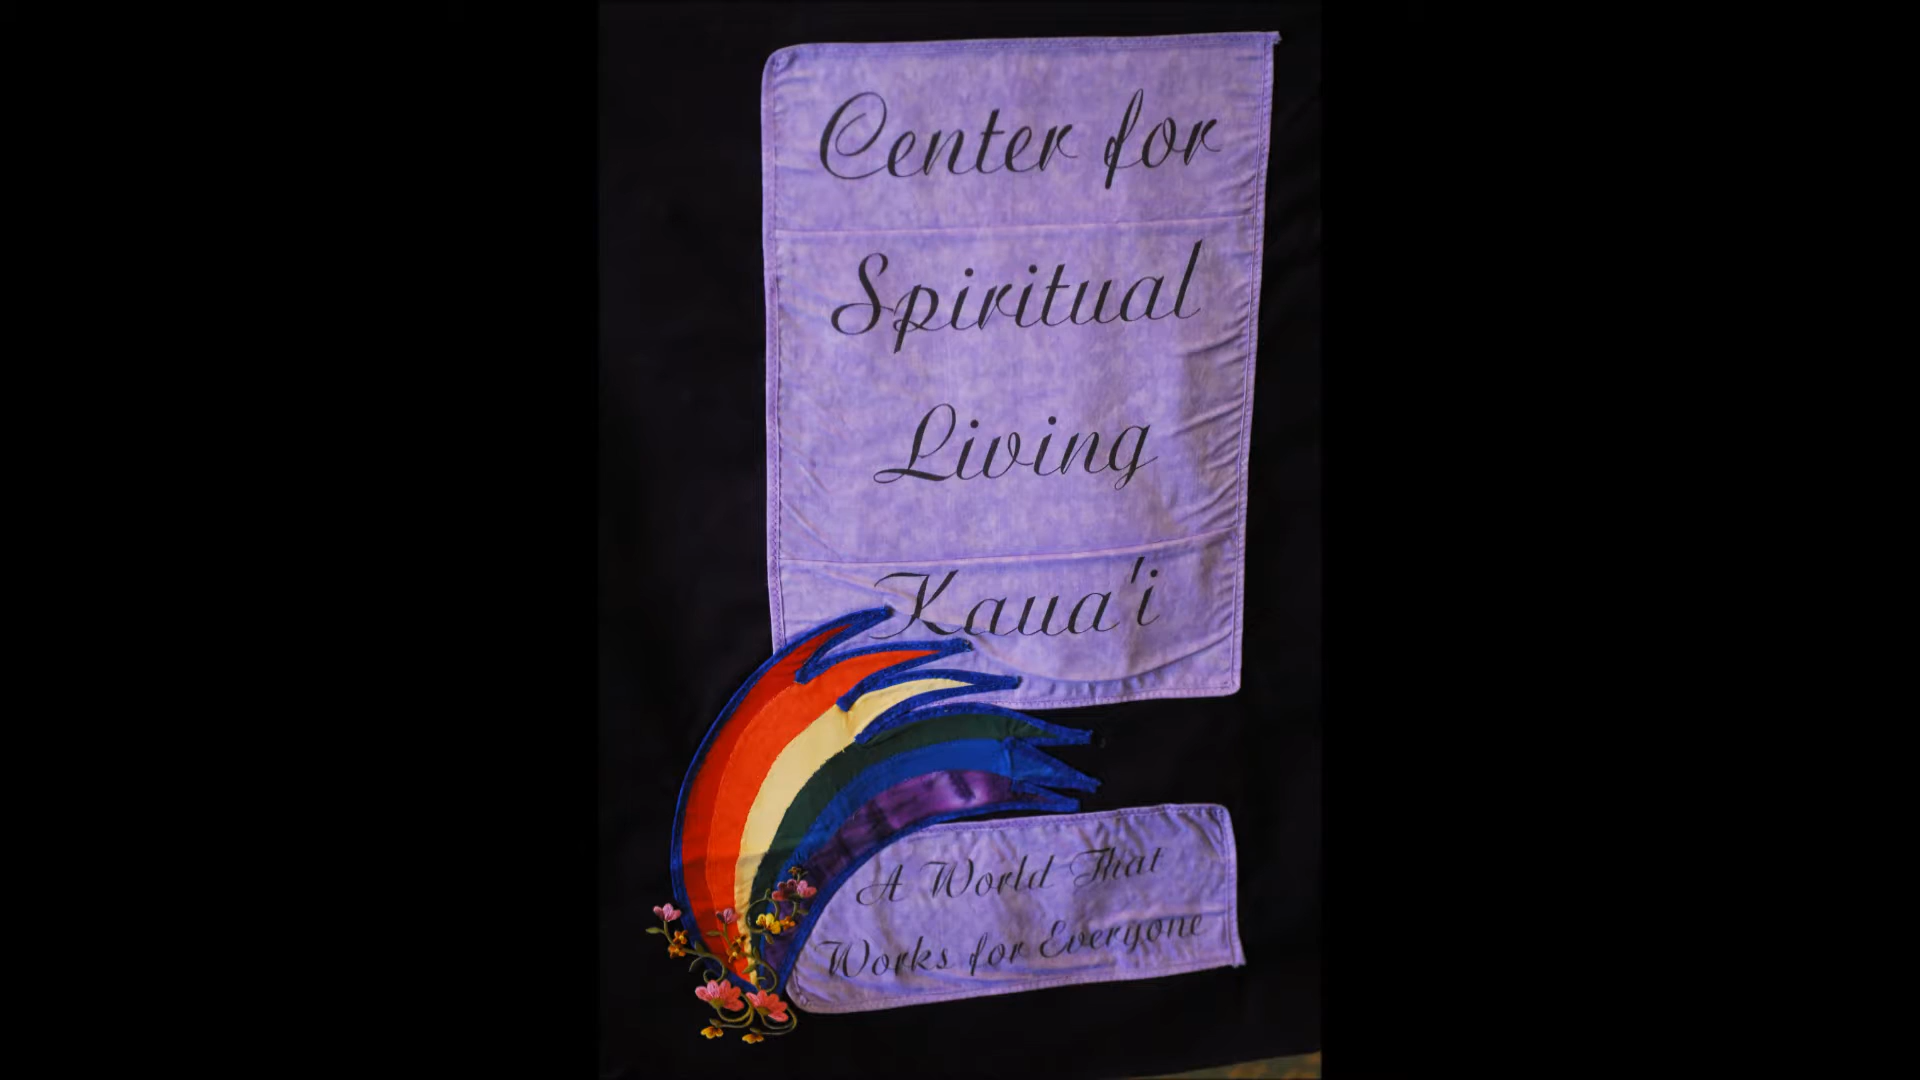 Center for
Spiritual
Living
Kaua'i
A World That
Works for Everyone